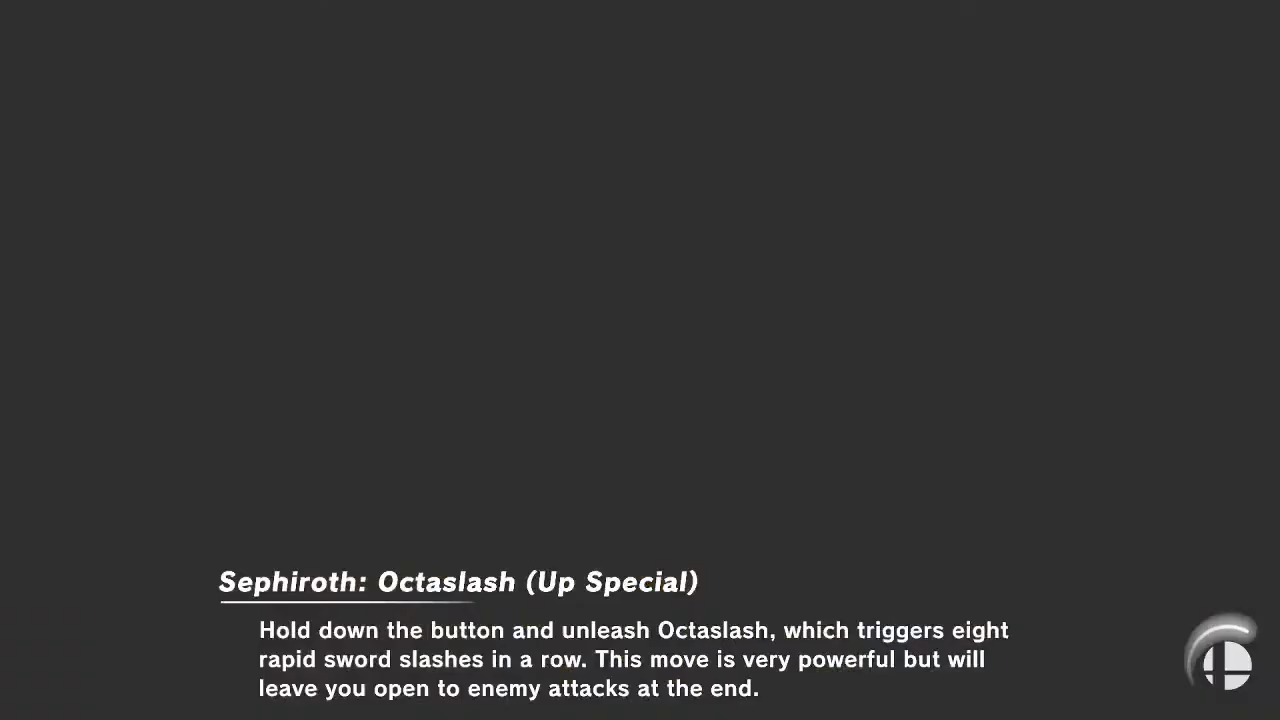 Sephiroth: Octaslash (Up Special)
Hold down the button and unleash Octaslash, which triggers eight
rapid sword slashes in a row. This move is very powerful but will
leave you open to enemy attacks at the end.